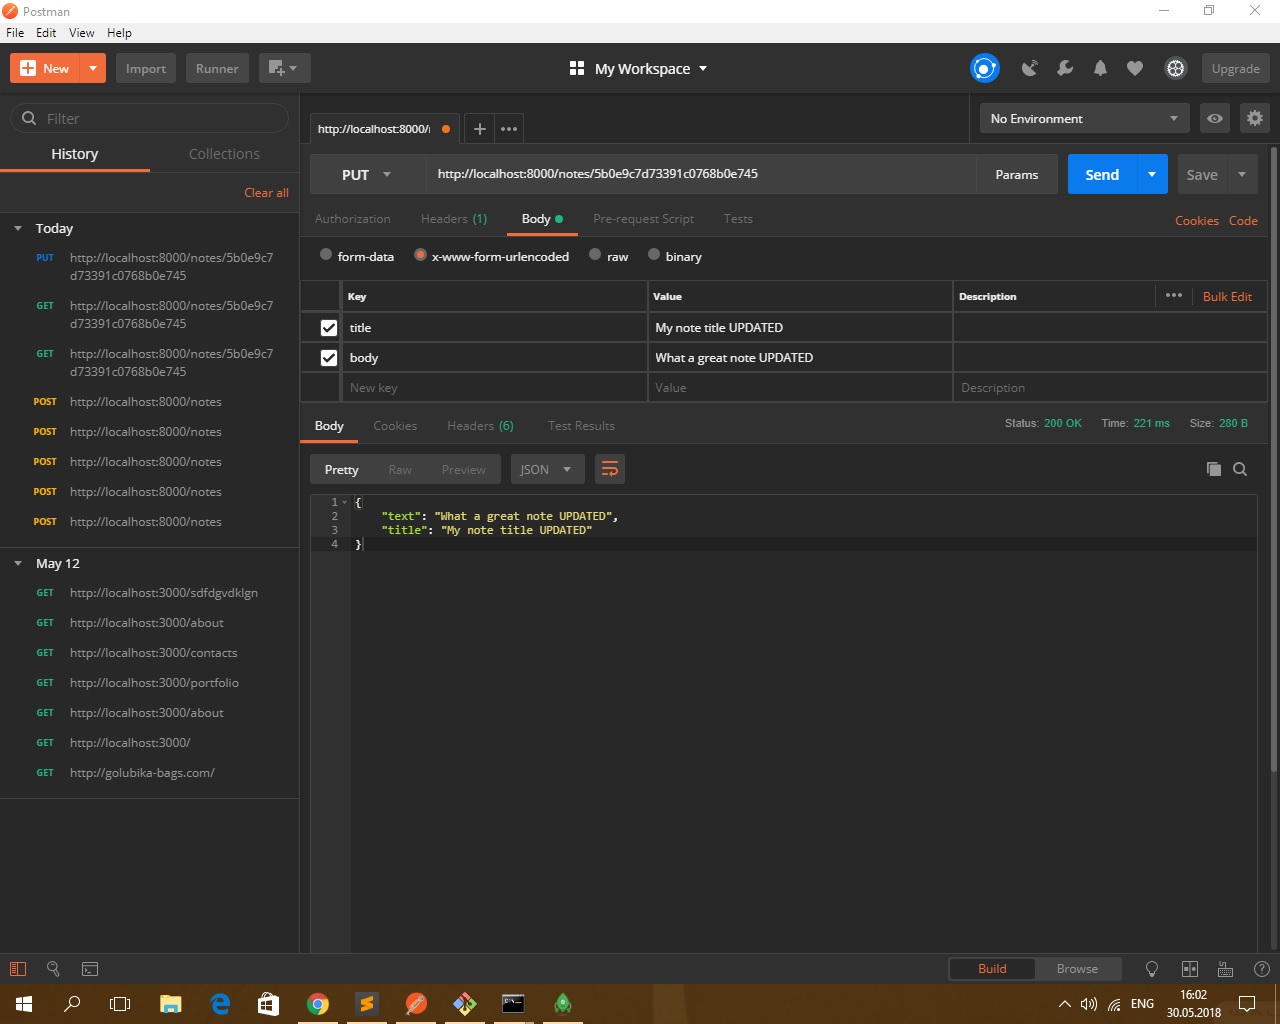 Postman
File Edit View Help
New Import Runner My Workspace Upgrade
Filter
History Collections
Clear all
Today
PUT http://localhost:8000/notes/5b0e9c7
d73391c0768b0e745
GET http://localhost:8000/notes/5b0e9c7
d73391c0768b0e745
GET http://localhost:8000/notes/5b0e9c7
d73391c0768b0e745
POST http://localhost:8000/notes
POST http://localhost:8000/notes
POST http://localhost:8000/notes
POST http://localhost:8000/notes
POST http://localhost:8000/notes
May 12
GET http://localhost:3000/sdfdgvdklgn
GET http://localhost:3000/about
GET http://localhost:3000/contacts
GET http://localhost:3000/portfolio
GET http://localhost:3000/about
GET http://localhost:3000/
GET http://golubika-bags.com/
http://localhost:8000/ No Environment
PUT http://localhost:8000/notes/5b0e9c7d73391c0768b0e745 Params Send Save
Authorization Headers (1) Body Pre-request Script Tests Cookies Code
form-data x-www-form-urlencoded raw binary
Key Value Description Bulk Edit
title My note title UPDATED
body What a great note UPDATED
New key Value Description
Body Cookies Headers (6) Test Results Status: 200 OK Time: 221 ms Size: 280 B
Pretty Raw Preview JSON
1 {
2 "text": "What a great note UPDATED",
3 "title": "My note title UPDATED"
4 }
Build Browse
ENG 16:02
30.05.2018